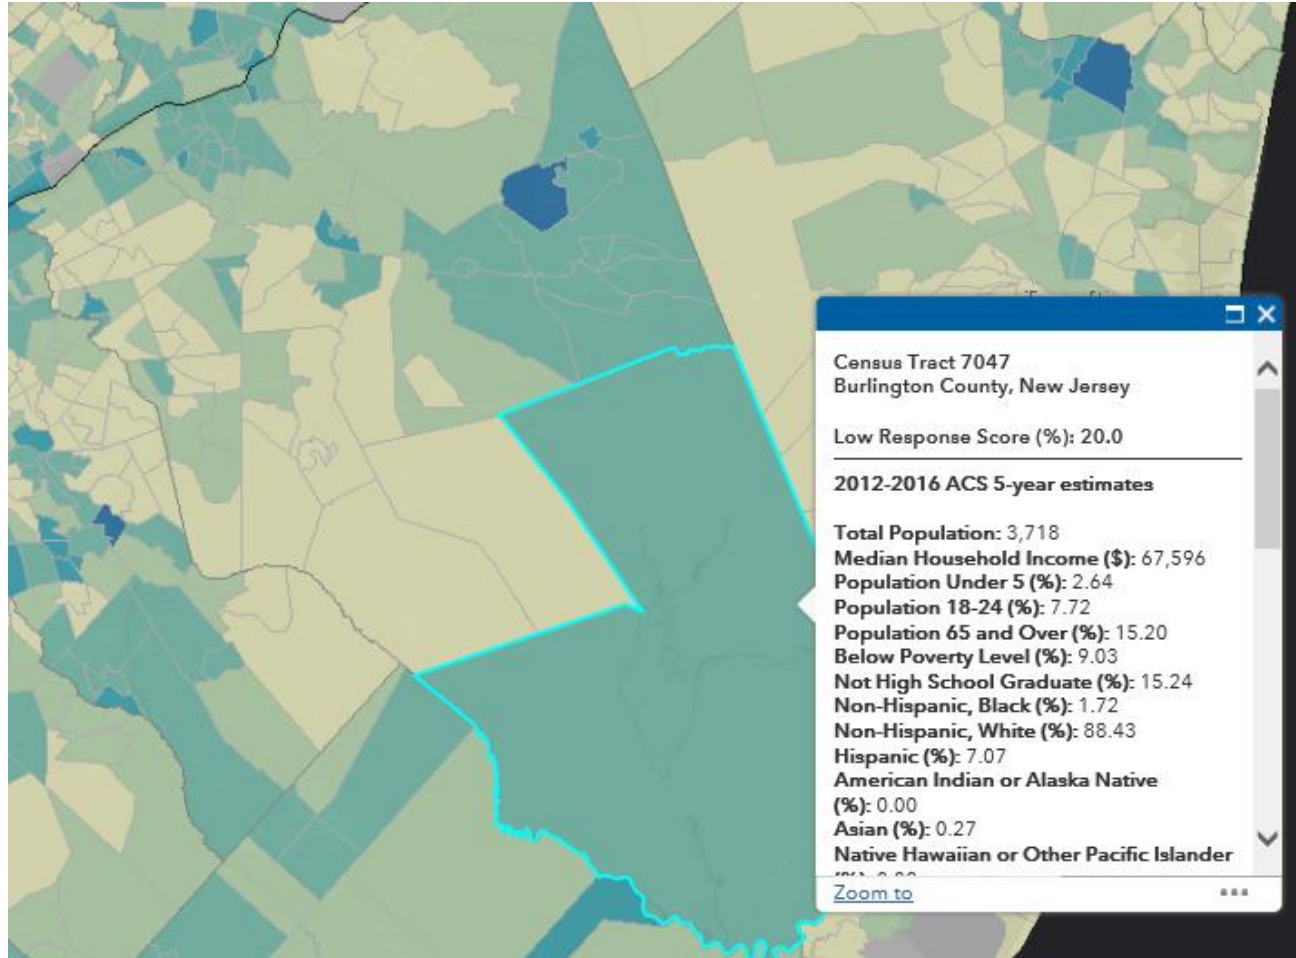 Census Tract 7047
Burlington County, New Jersey
Low Response Score (%): 20.0
2012-2016 ACS 5-year estimates
Total Population: 3,718
Median Household Income ($): 67,596
Population Under 5 (%): 2.64
Population 18-24 (%): 7.72
Population 65 and Over (%): 15.20
Below Poverty Level (%): 9.03
Not High School Graduate (%): 15.24
Non-Hispanic, Black (%): 1.72
Non-Hispanic, White (%): 88.43
Hispanic (%): 7.07
American Indian or Alaska Native
(%): 0.00
Asian (%): 0.27
Native Hawaiian or Other Pacific Islander
Zoom to